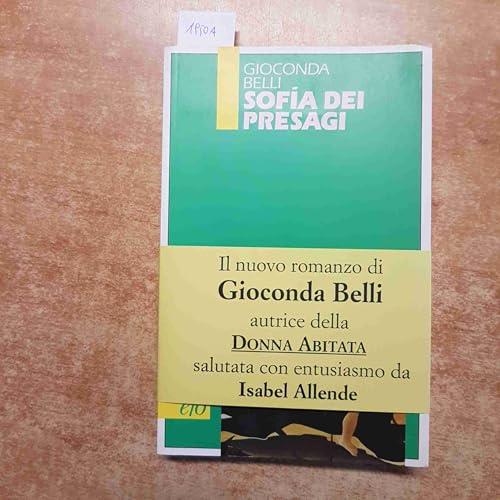 1P50A
GIOCONDA
BELLI
SOFÍA DEI
PRESAGI
Il nuovo romanzo di
Gioconda Belli
autrice della
DONNA ABITATA
salutata con entusiasmo da
Isabel Allende
e/o